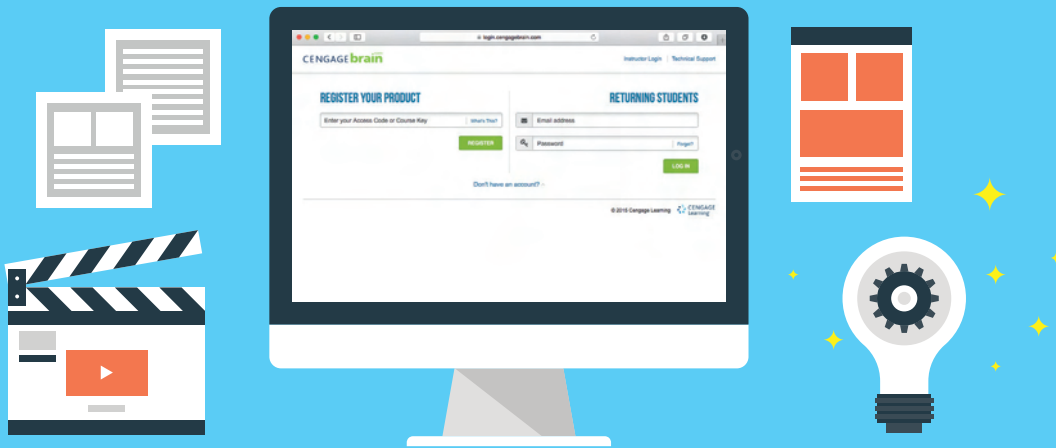 login.cengagebrain.com
CENGAGEbrain
Instructor Login | Technical Support
REGISTER YOUR PRODUCT
Enter your Access Code or Course Key
What's This?
REGISTER
RETURNING STUDENTS
Email address
Password
Forgot?
LOG IN
Don't have an account?
© 2015 Cengage Learning
CENGAGE
Learning